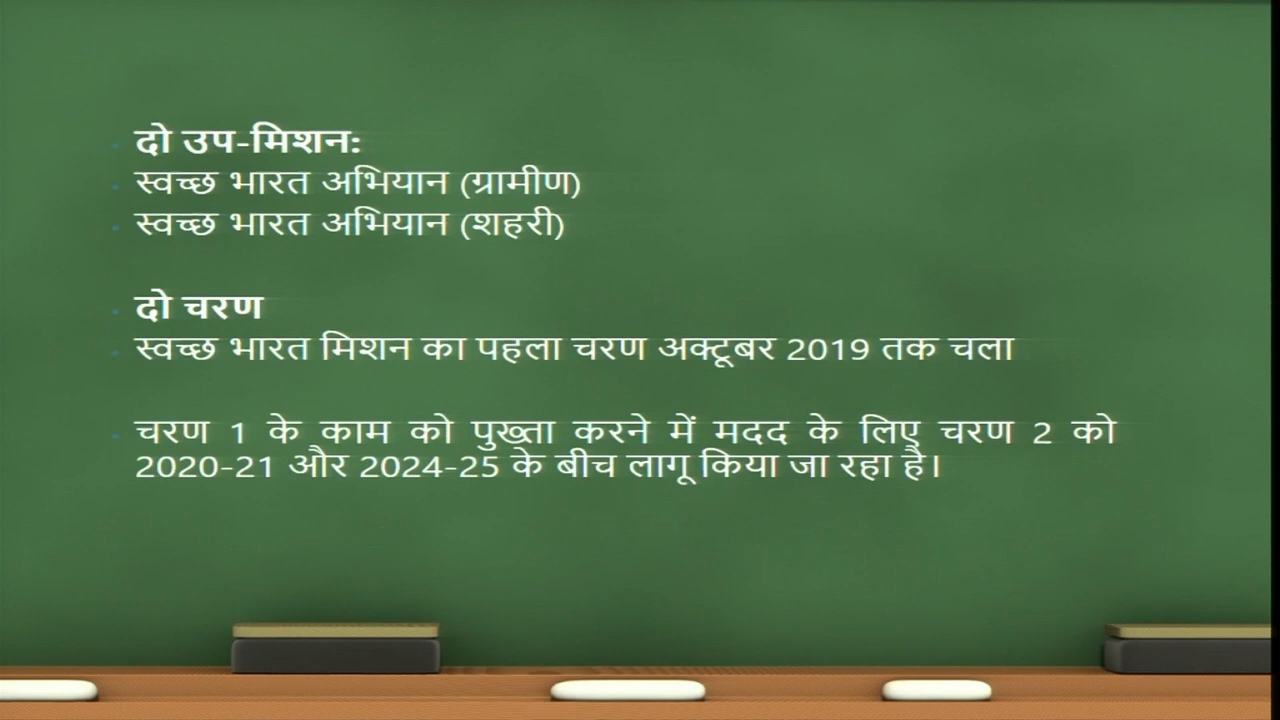 दो उप-मिशन:
स्वच्छ भारत अभियान (ग्रामीण)
स्वच्छ भारत अभियान (शहरी)
दो चरण
स्वच्छ भारत मिशन का पहला चरण अक्टूबर 2019 तक चला
चरण 1 के काम को पुख्ता करने में मदद के लिए चरण 2 को
2020-21 और 2024-25 के बीच लागू किया जा रहा है।